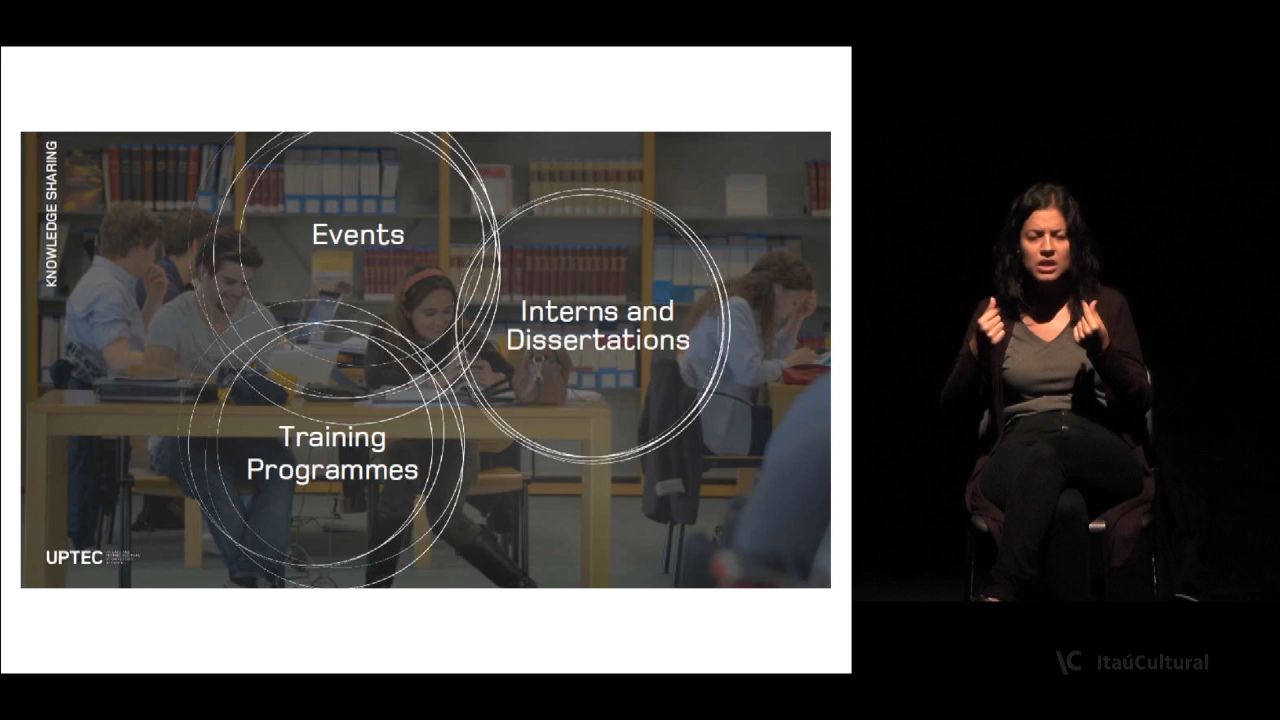 KNOWLEDGE SHARING
Events
Interns and
Dissertations
Training
Programmes
UPTEC
ItaúCultural